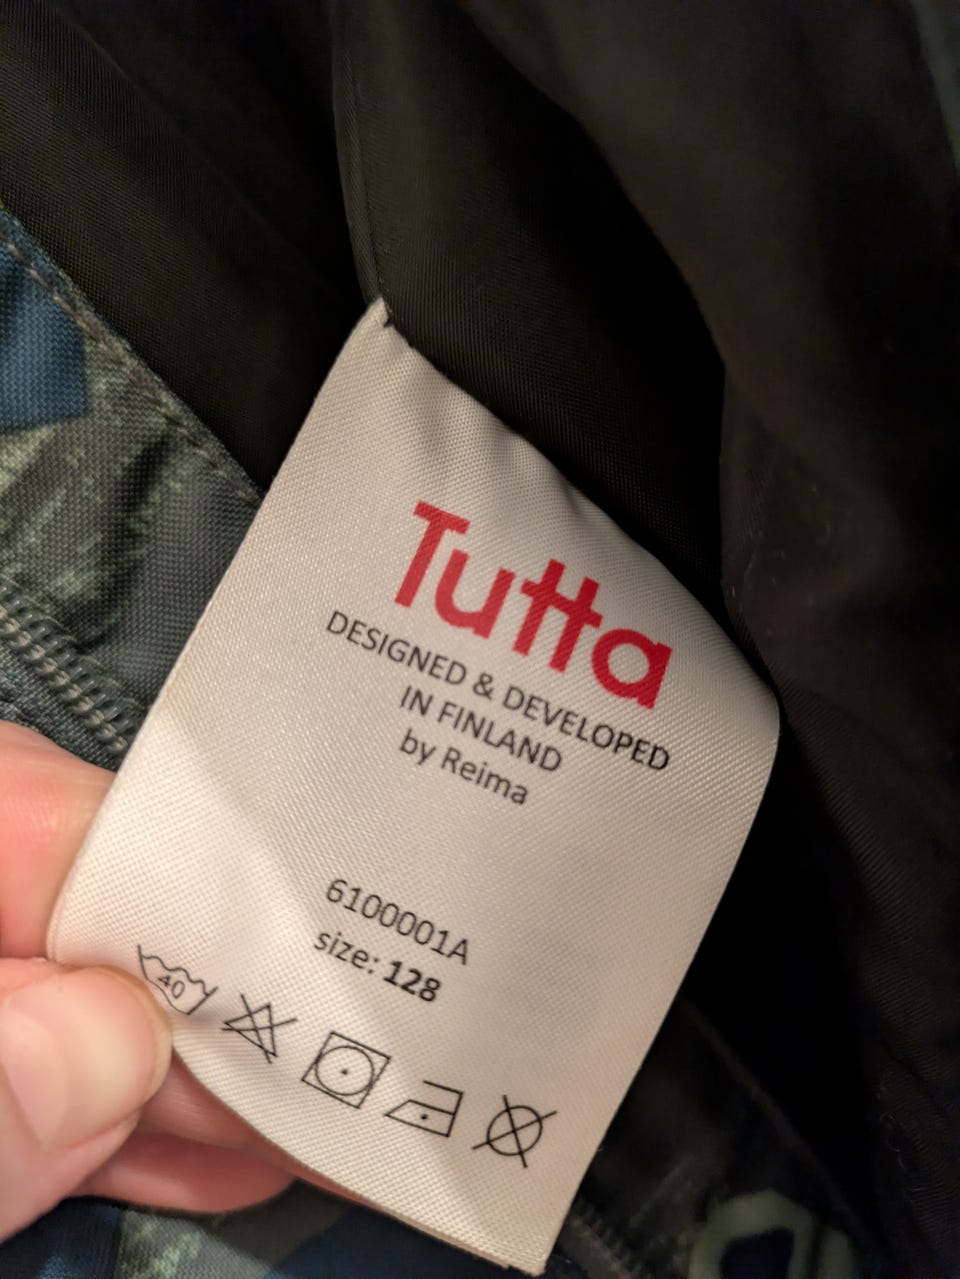 Tutta
DESIGNED & DEVELOPED
IN FINLAND
by Reima
6100001A
size: 128
40